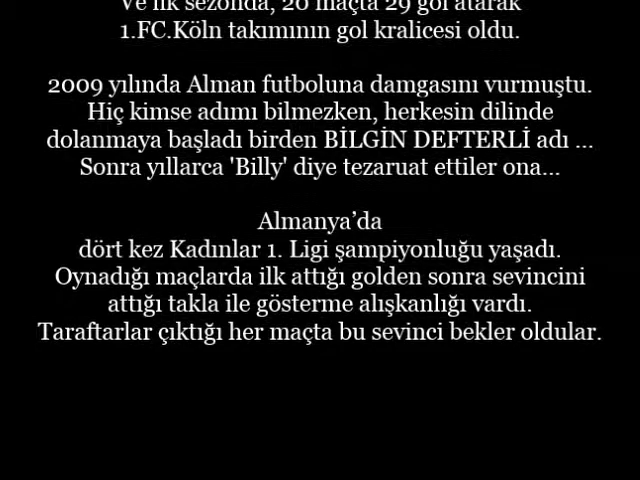 Ve ilk sezonda, 20 maçta 29 gol atarak
1.FC.Köln takımının gol kralicesi oldu.
2009 yılında Alman futboluna damgasını vurmuştu.
Hiç kimse adımı bilmezken, herkesin dilinde
dolanmaya başladı birden BİLGİN DEFTERLİ adı ...
Sonra yıllarca 'Billy' diye tezaruat ettiler ona...
Almanya’da
dört kez Kadınlar 1. Ligi şampiyonluğu yaşadı.
Oynadığı maçlarda ilk attığı golden sonra sevincini
attığı takla ile gösterme alışkanlığı vardı.
Taraftarlar çıktığı her maçta bu sevinci bekler oldular.